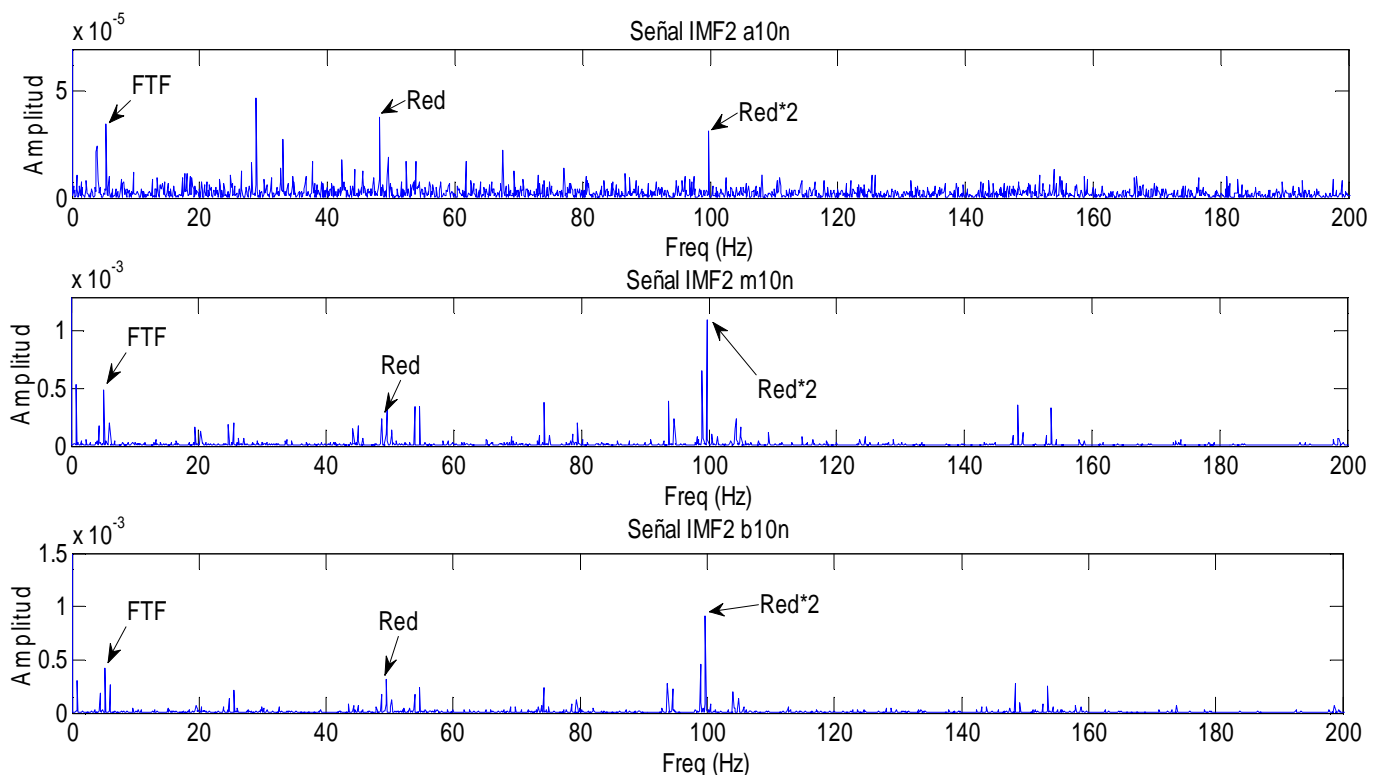 x 10⁻⁵
Señal IMF2 a10n
Amplitud
5
0
FTF
Red
Red*2
0 20 40 60 80 100 120 140 160 180 200
Freq (Hz)
x 10⁻³
Señal IMF2 m10n
Amplitud
1
0.5
0
FTF
Red
Red*2
0 20 40 60 80 100 120 140 160 180 200
Freq (Hz)
x 10⁻³
Señal IMF2 b10n
Amplitud
1.5
1
0.5
0
FTF
Red
Red*2
0 20 40 60 80 100 120 140 160 180 200
Freq (Hz)